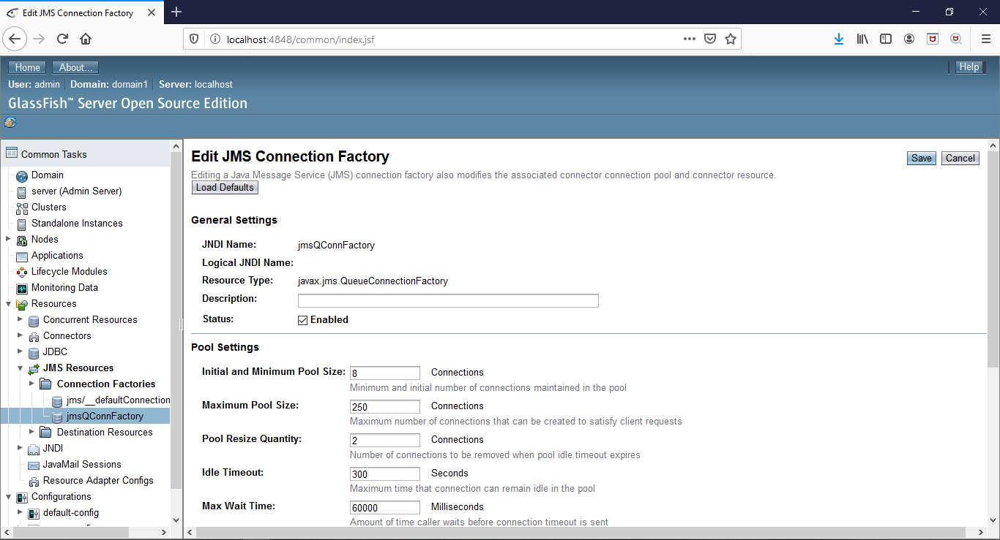 Edit JMS Connection Factory
localhost:4848/common/index.jsf
Home About...
Help
User: admin Domain: domain1 Server: localhost
GlassFish™ Server Open Source Edition
Common Tasks
Domain
server (Admin Server)
Clusters
Standalone Instances
Nodes
Applications
Lifecycle Modules
Monitoring Data
Resources
Concurrent Resources
Connectors
JDBC
JMS Resources
Connection Factories
jms/__defaultConnection
jmsQConnFactory
Destination Resources
JNDI
JavaMail Sessions
Resource Adapter Configs
Configurations
default-config
Edit JMS Connection Factory
Save Cancel
Editing a Java Message Service (JMS) connection factory also modifies the associated connector connection pool and connector resource.
Load Defaults
General Settings
JNDI Name: jmsQConnFactory
Logical JNDI Name:
Resource Type: javax.jms.QueueConnectionFactory
Description:
Status: Enabled
Pool Settings
Initial and Minimum Pool Size: 8 Connections
Minimum and initial number of connections maintained in the pool
Maximum Pool Size: 250 Connections
Maximum number of connections that can be created to satisfy client requests
Pool Resize Quantity: 2 Connections
Number of connections to be removed when pool idle timeout expires
Idle Timeout: 300 Seconds
Maximum time that connection can remain idle in the pool
Max Wait Time: 60000 Milliseconds
Amount of time caller waits before connection timeout is sent